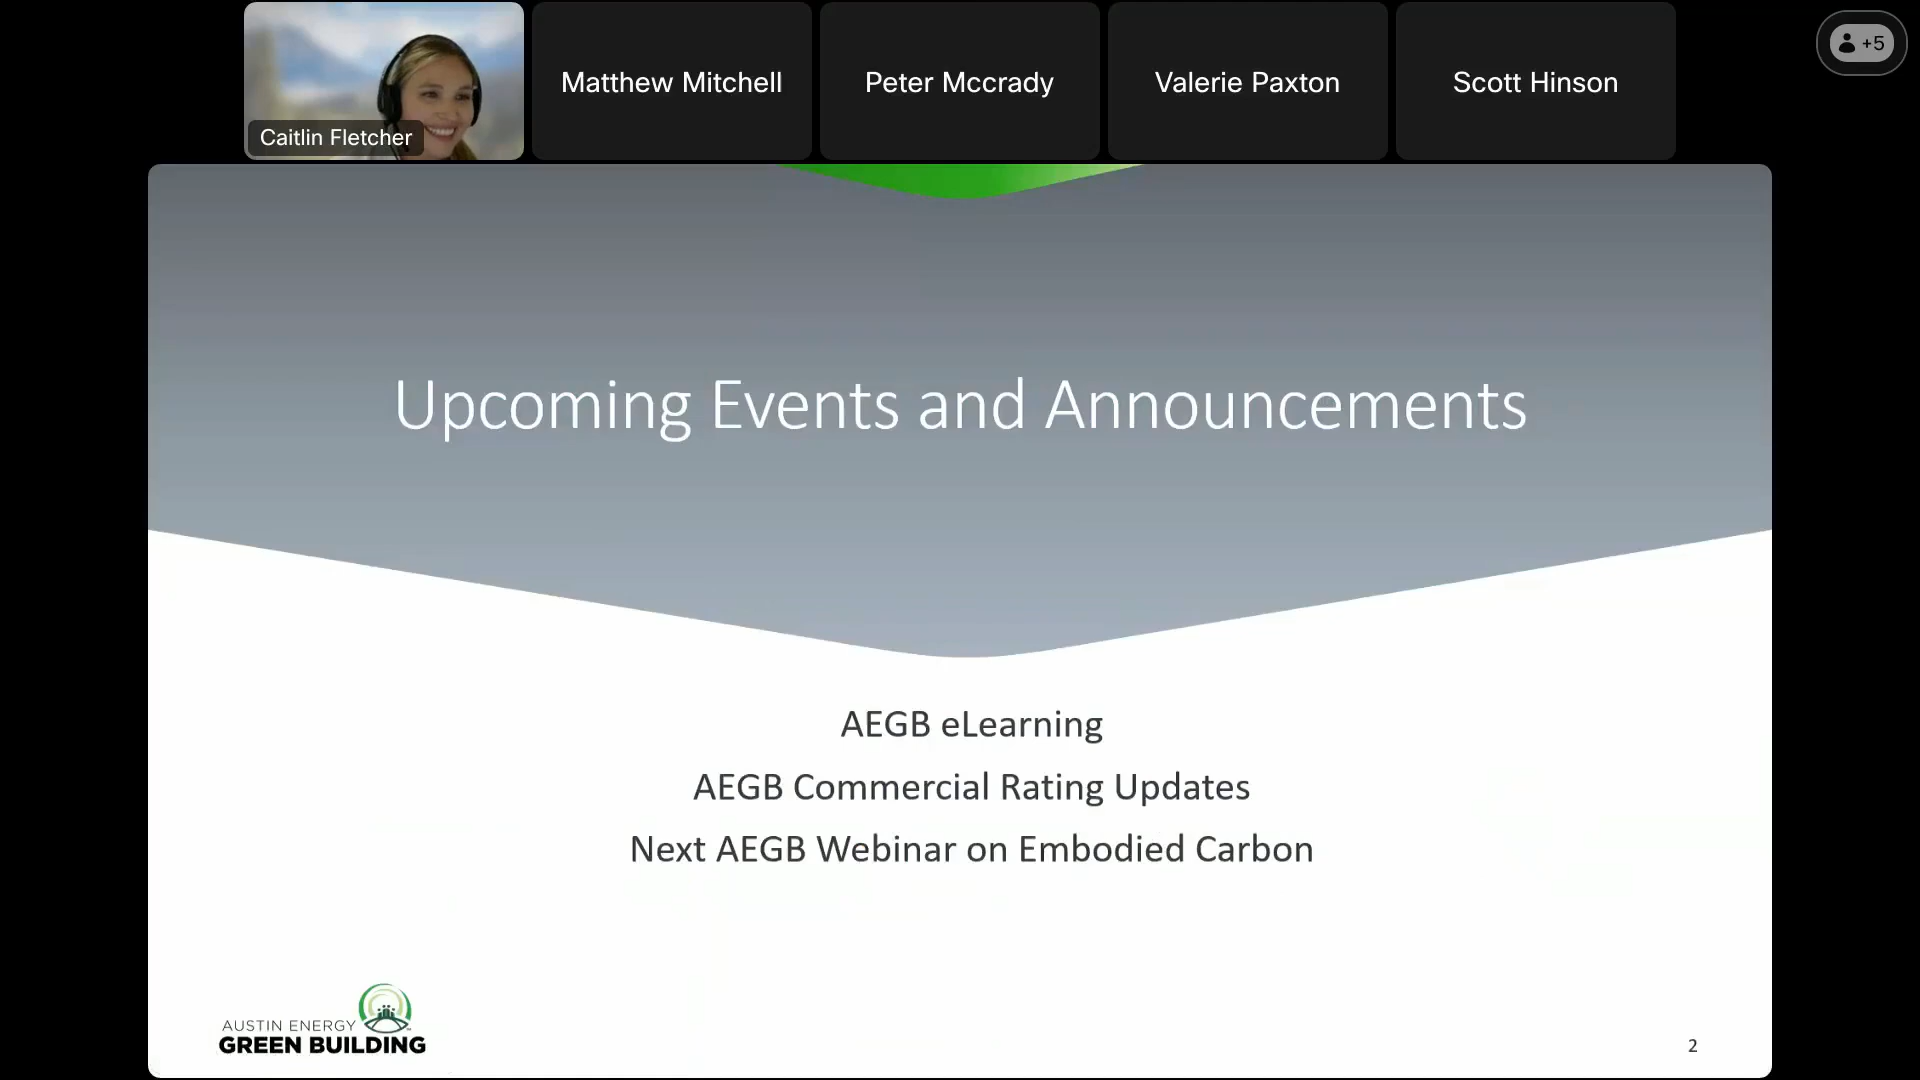 Caitlin Fletcher
Matthew Mitchell
Peter Mccrady
Valerie Paxton
Scott Hinson
+5
Upcoming Events and Announcements
AEGB eLearning
AEGB Commercial Rating Updates
Next AEGB Webinar on Embodied Carbon
AUSTIN ENERGY
GREEN BUILDING
2